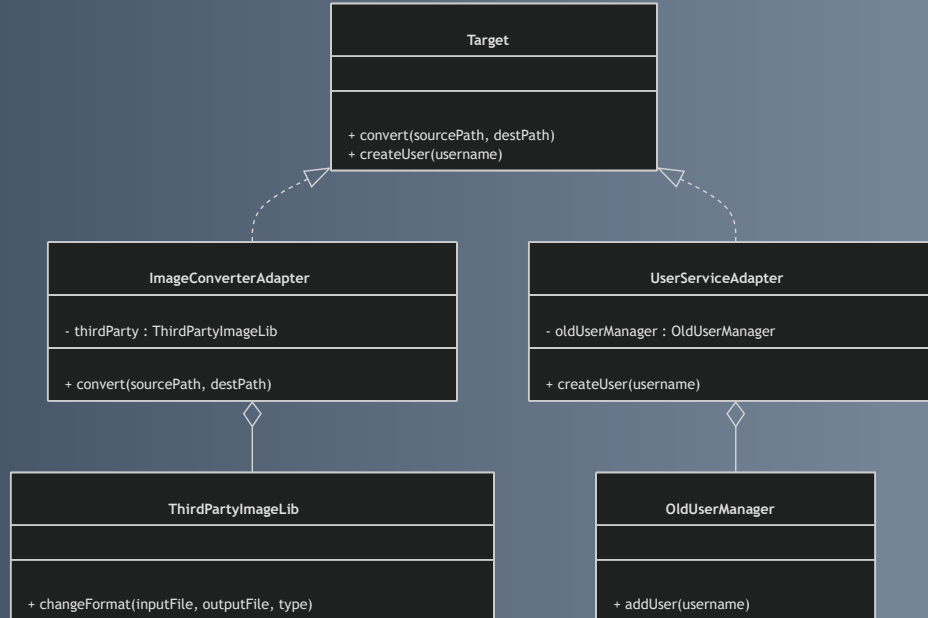 Target
+ convert(sourcePath, destPath)
+ createUser(username)
ImageConverterAdapter
- thirdParty : ThirdPartyImageLib
+ convert(sourcePath, destPath)
UserServiceAdapter
- oldUserManager : OldUserManager
+ createUser(username)
ThirdPartyImageLib
+ changeFormat(inputFile, outputFile, type)
OldUserManager
+ addUser(username)